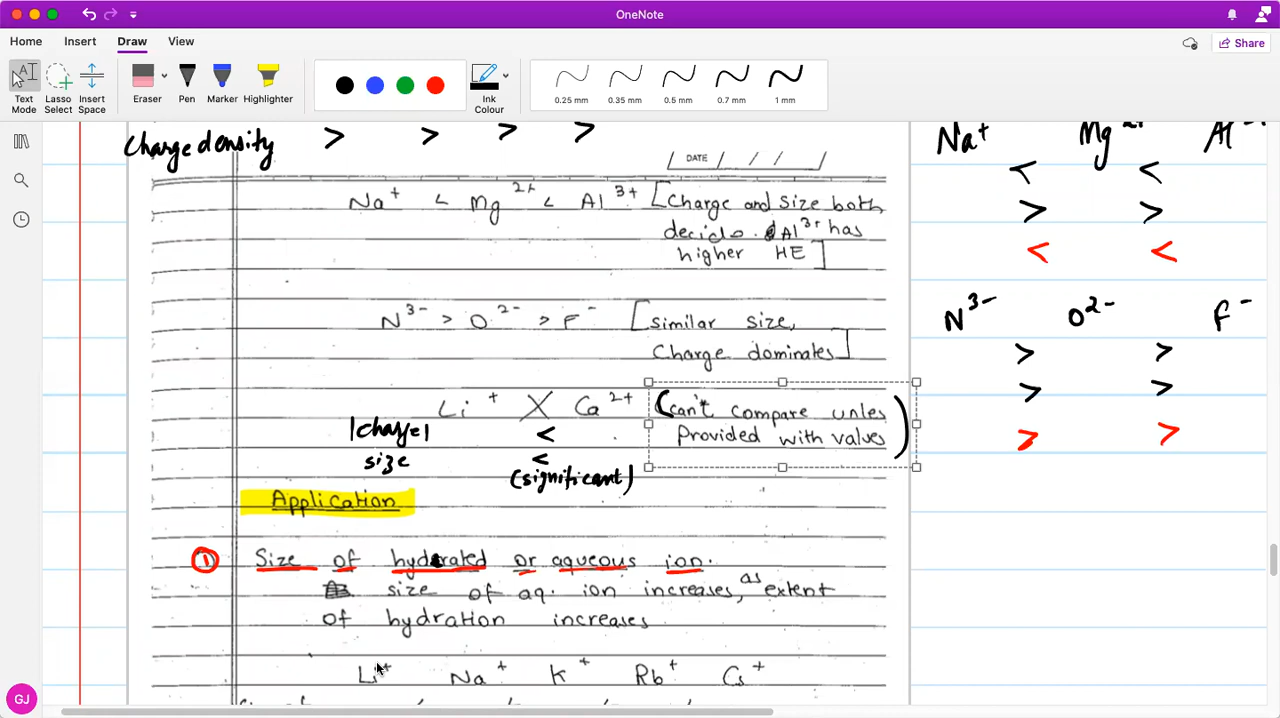 OneNote
Home Insert Draw View
Share
Text Mode
Lasso Select
Insert Space
Eraser
Pen
Marker
Highlighter
Ink Colour
0.25 mm 0.35 mm 0.5 mm 0.7 mm 1 mm
Charge density > > > >
DATE / /
Na+ < Mg2+ < Al3+ [Charge and size both
decide. Al3+ has
higher HE]
N3- > O2- > F- [similar size,
Charge dominates]
Li+ X Ca2+ (can't compare unles
Provided with values)
|charge| <
size <
(significant)
Application
① Size of hydrated or aqueous ion.
size of aq. ion increases, as extent
of hydration increases
Li+ Na+ K+ Rb+ Cs+
Na+ Mg2+
< <
> >
< <
N3- O2- F-
> >
> >
> >
GJ